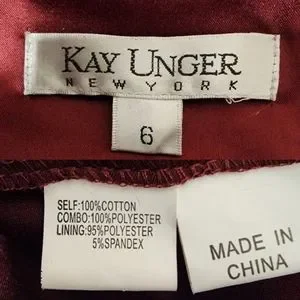 KAY UNGER
NEW YORK
6
SELF:100%COTTON
COMBO:100%POLYESTER
LINING:95%POLYESTER
5%SPANDEX
MADE IN
CHINA